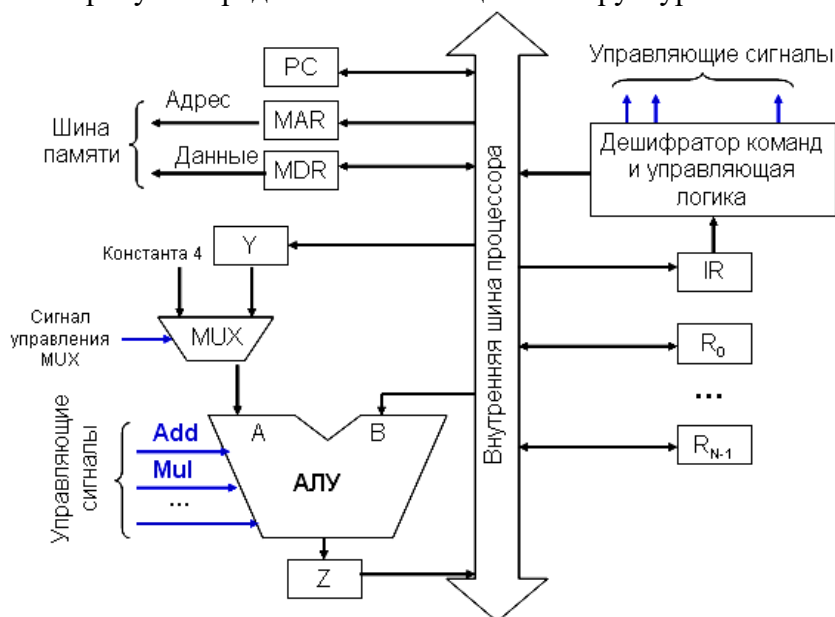 Управляющие сигналы
PC
Адрес
MAR
Шина
памяти
Данные
MDR
Дешифратор команд
и управляющая
логика
Внутренняя шина процессора
Константа 4
Y
IR
Сигнал
управления
MUX
MUX
R0
...
RN-1
Управляющие
сигналы
Add
Mul
...
A
B
АЛУ
Z